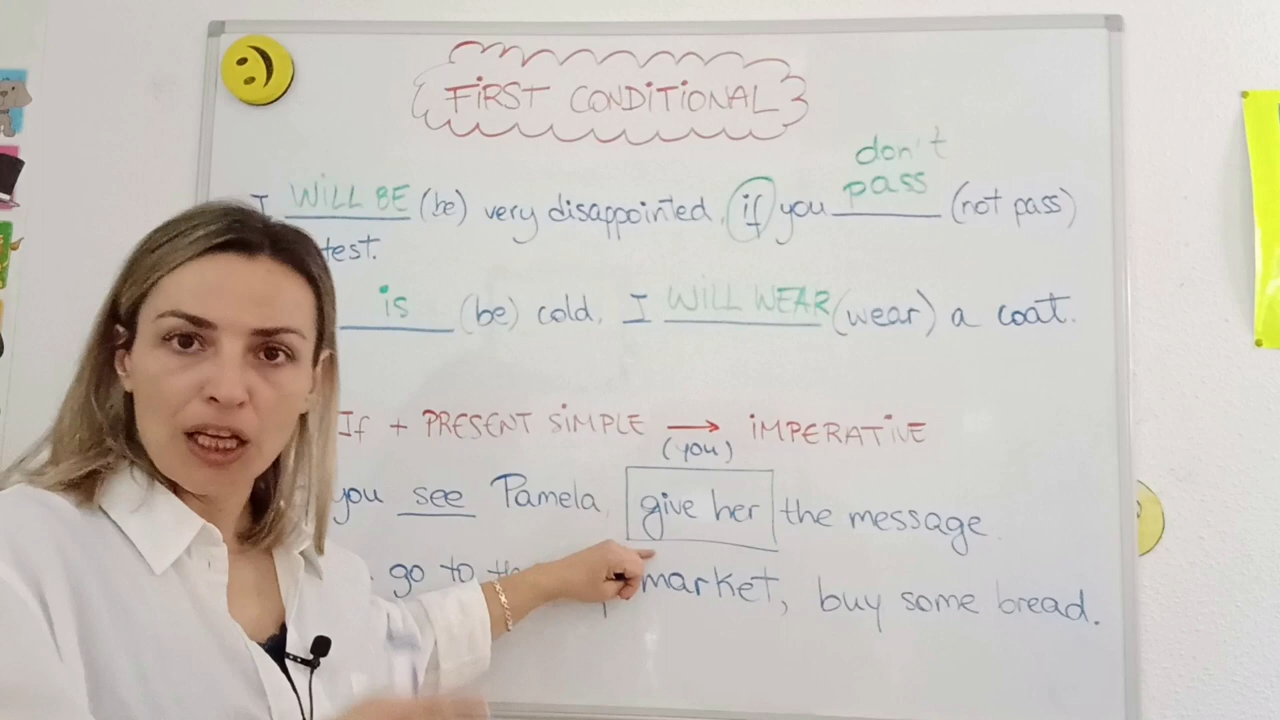 FIRST CONDITIONAL
don't
I WILL BE (be) very disappointed, if you pass (not pass)
test.
is (be) cold, I WILL WEAR (wear) a coat.
If + PRESENT SIMPLE → IMPERATIVE
(you)
you see Pamela, give her the message.
go to the market, buy some bread.